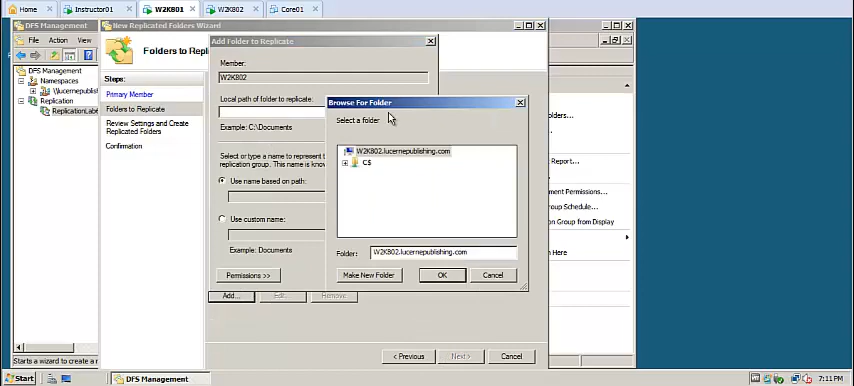 Home
Instructor01
W2K801
W2K802
Core01
DFS Management
New Replicated Folders Wizard
File Action View
DFS Management
Namespaces
\\lucernepublis
Replication
ReplicationLab
Starts a wizard to create a r
Folders to Repl
Steps:
Primary Member
Folders to Replicate
Review Settings and Create
Replicated Folders
Confirmation
Add Folder to Replicate
Member:
W2K802
Local path of folder to replicate:
Example: C:\Documents
Select or type a name to represent t
replication group. This name is know
Use name based on path:
Use custom name:
Example: Documents
Permissions >>
Browse For Folder
Select a folder
W2K802.lucernepublishing.com
C$
Folder:
W2K802.lucernepublishing.com
Make New Folder
OK
Cancel
Add...
Edit...
Remove...
< Previous
Next >
Cancel
ders...
Report...
ment Permissions...
oup Schedule...
on Group from Display
Here
Start
DFS Management
7:11 PM